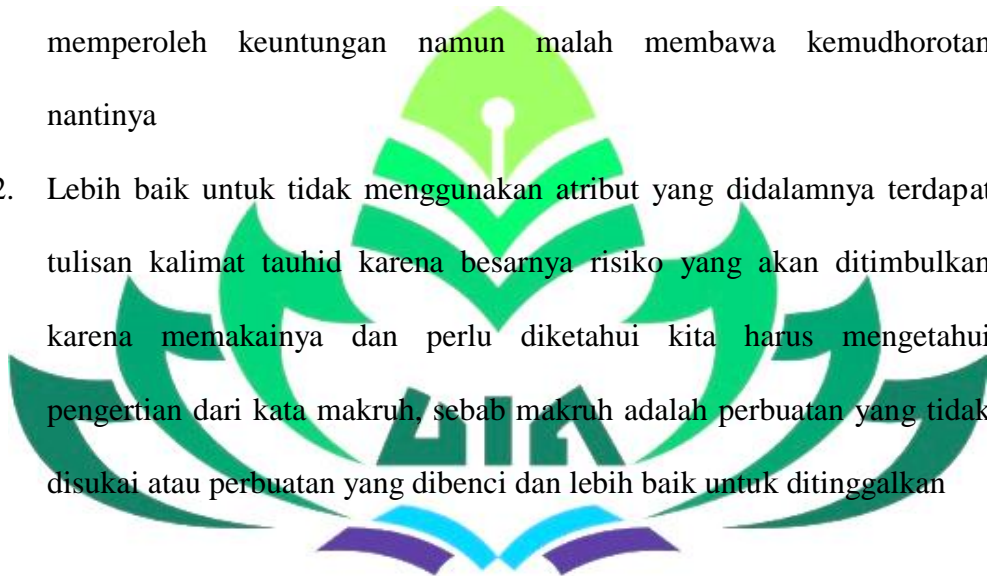 memperoleh keuntungan namun malah membawa kemudhorotan
nantinya
2. Lebih baik untuk tidak menggunakan atribut yang didalamnya terdapat
tulisan kalimat tauhid karena besarnya risiko yang akan ditimbulkan
karena memakainya dan perlu diketahui kita harus mengetahui
pengertian dari kata makruh, sebab makruh adalah perbuatan yang tidak
disukai atau perbuatan yang dibenci dan lebih baik untuk ditinggalkan